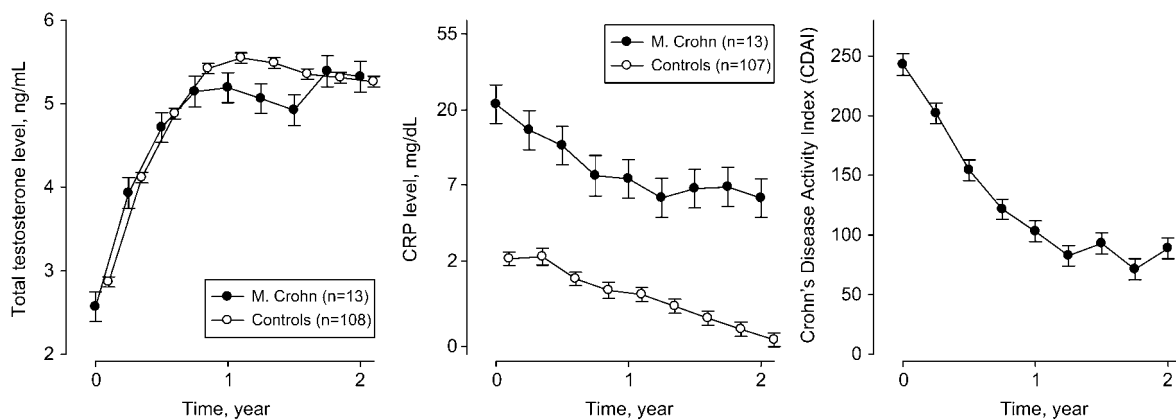 Total testosterone level, ng/mL
6
5
4
3
2
M. Crohn (n=13)
Controls (n=108)
0
1
2
Time, year
CRP level, mg/dL
55
20
7
2
0
M. Crohn (n=13)
Controls (n=107)
0
1
2
Time, year
Crohn's Disease Activity Index (CDAI)
250
200
150
100
50
0
0
1
2
Time, year